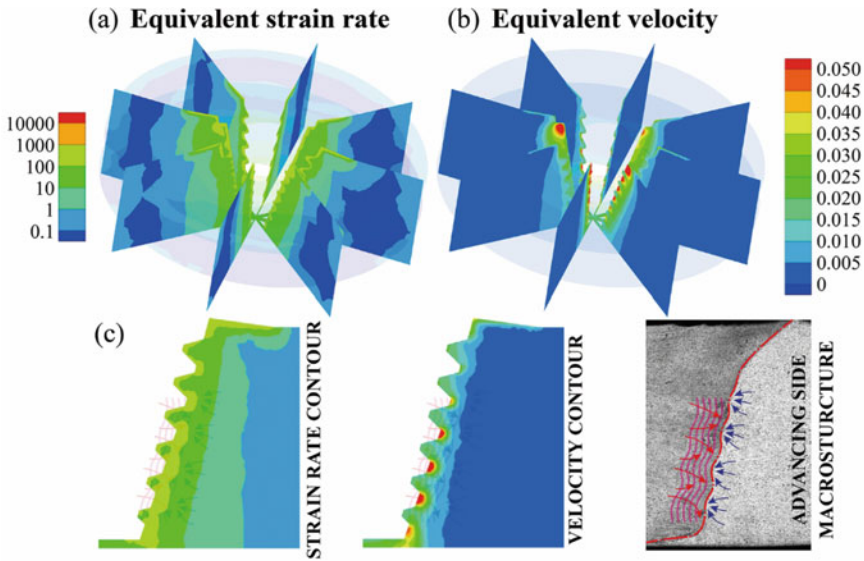 (a) Equivalent strain rate
(b) Equivalent velocity
10000
1000
100
10
1
0.1
0.050
0.045
0.040
0.035
0.030
0.025
0.020
0.015
0.010
0.005
0
(c)
STRAIN RATE CONTOUR
VELOCITY CONTOUR
ADVANCING SIDE
MACROSTURCTURE